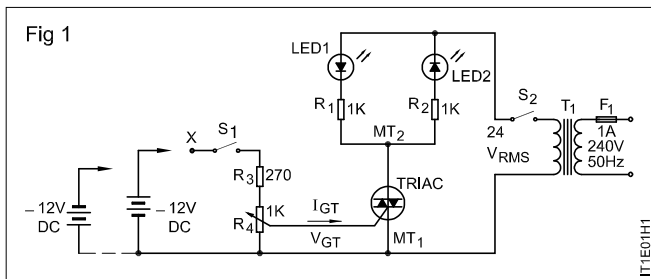 Fig 1
LED1
LED2
R1
1K
R2
1K
S2
T1
F1
1A
240V
50Hz
24
VRMS
MT2
X
S1
R3
270
TRIAC
– 12V
DC
– 12V
DC
R4
1K
IGT
VGT
MT1
IT1E01H1